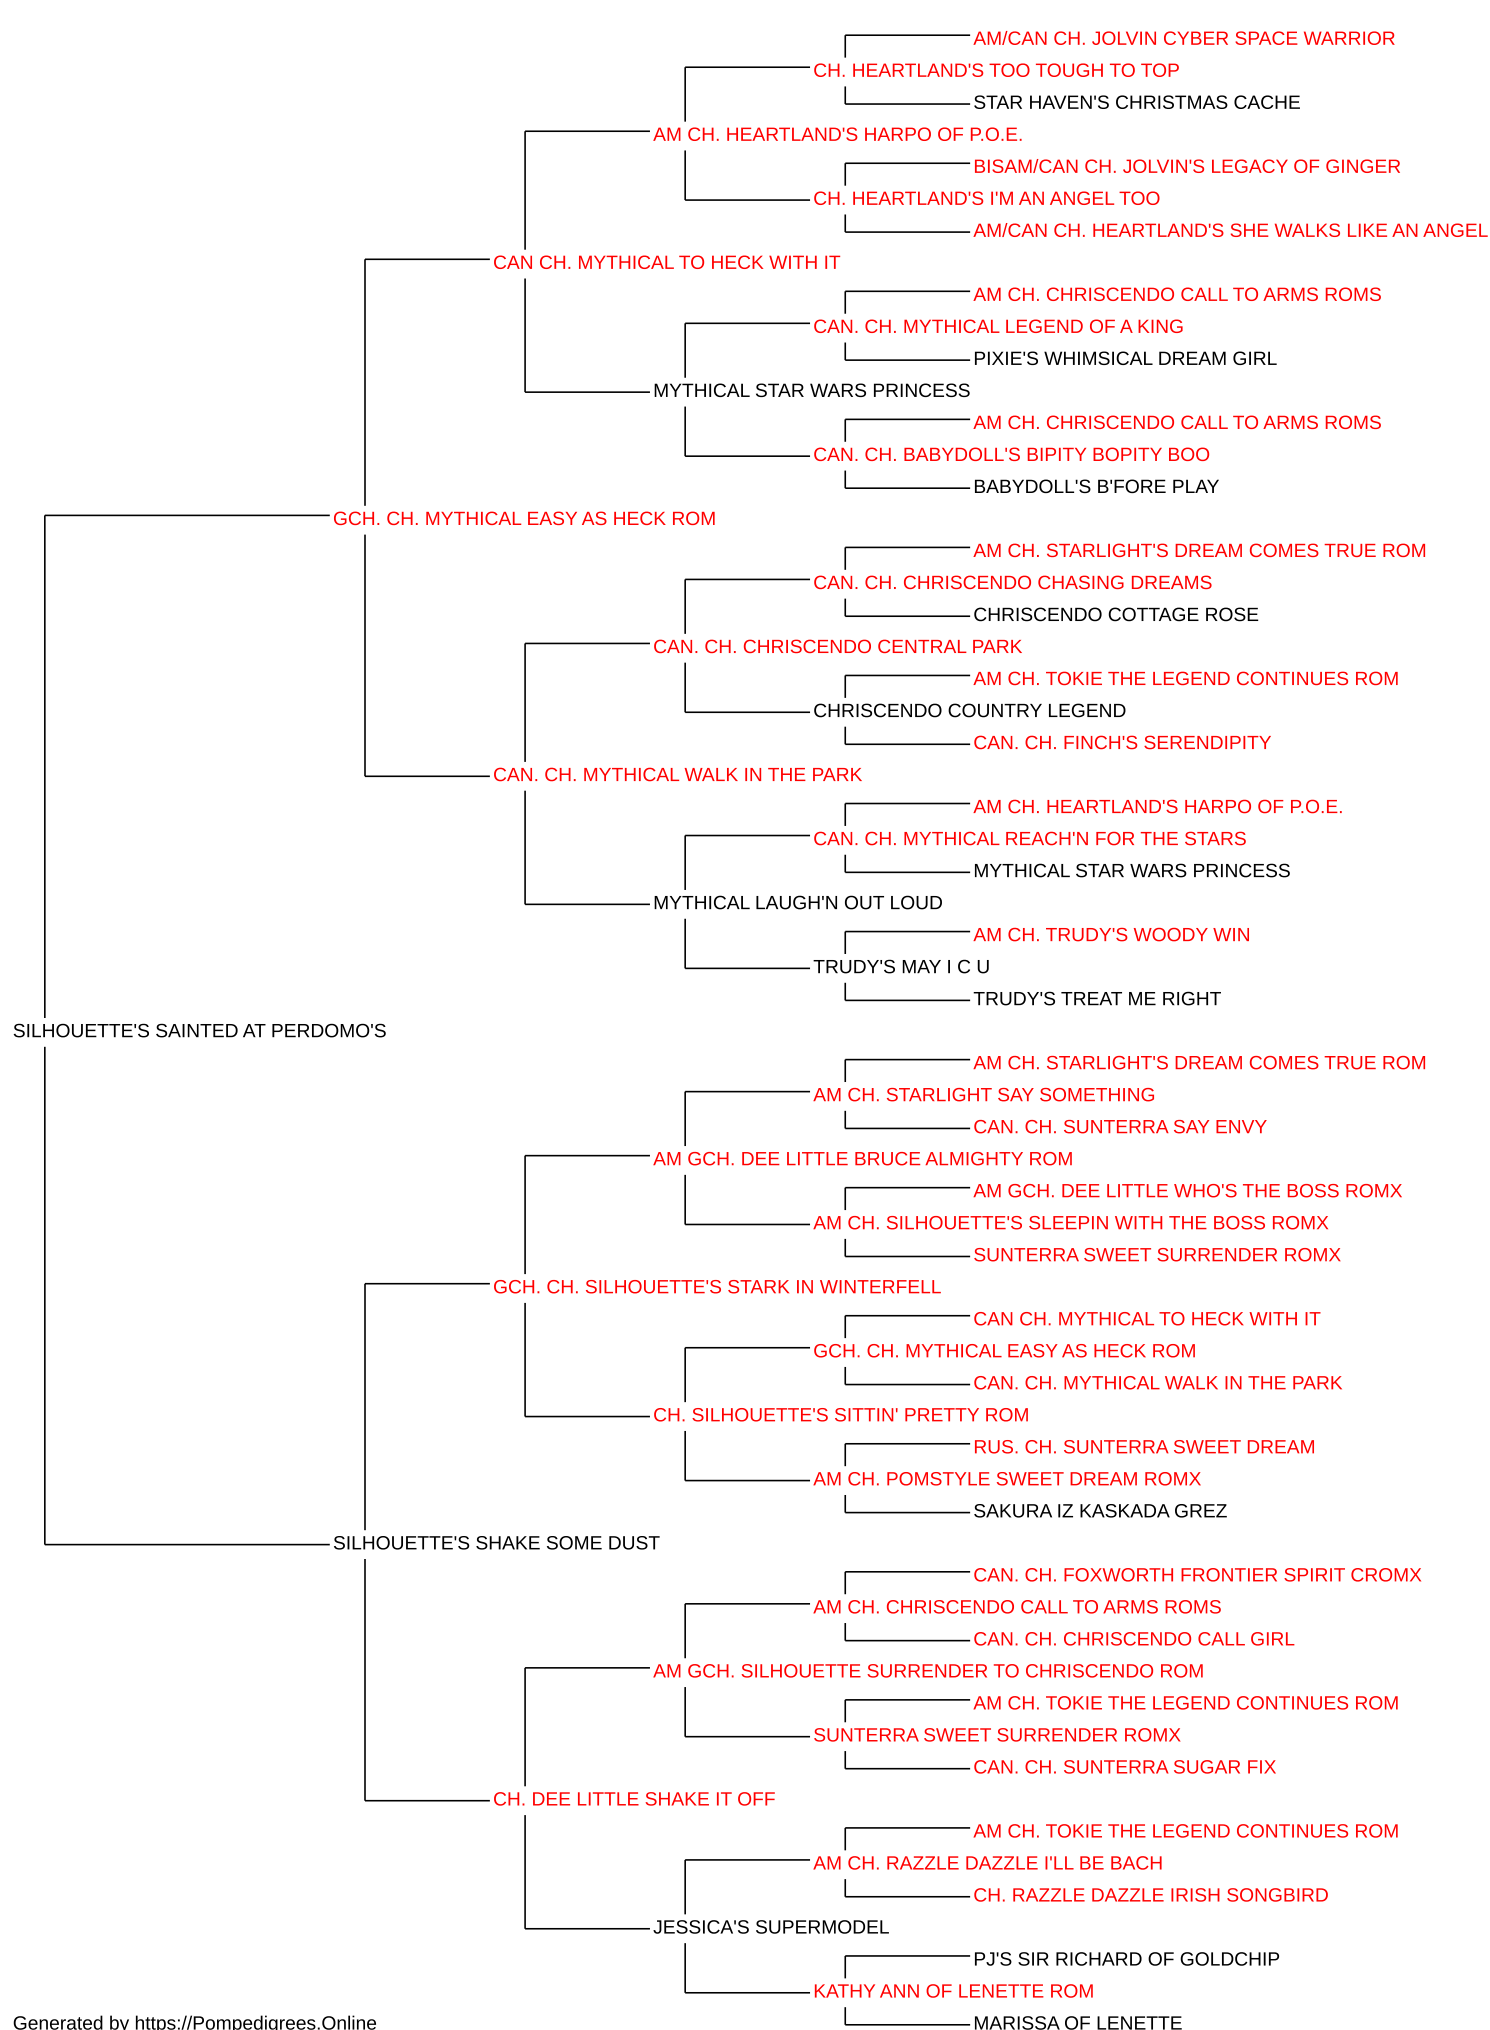 AM/CAN CH. JOLVIN CYBER SPACE WARRIOR
CH. HEARTLAND'S TOO TOUGH TO TOP
STAR HAVEN'S CHRISTMAS CACHE
AM CH. HEARTLAND'S HARPO OF P.O.E.
BISAM/CAN CH. JOLVIN'S LEGACY OF GINGER
CH. HEARTLAND'S I'M AN ANGEL TOO
AM/CAN CH. HEARTLAND'S SHE WALKS LIKE AN ANGEL
CAN CH. MYTHICAL TO HECK WITH IT
AM CH. CHRISCENDO CALL TO ARMS ROMS
CAN. CH. MYTHICAL LEGEND OF A KING
PIXIE'S WHIMSICAL DREAM GIRL
MYTHICAL STAR WARS PRINCESS
AM CH. CHRISCENDO CALL TO ARMS ROMS
CAN. CH. BABYDOLL'S BIPITY BOPITY BOO
BABYDOLL'S B'FORE PLAY
GCH. CH. MYTHICAL EASY AS HECK ROM
AM CH. STARLIGHT'S DREAM COMES TRUE ROM
CAN. CH. CHRISCENDO CHASING DREAMS
CHRISCENDO COTTAGE ROSE
CAN. CH. CHRISCENDO CENTRAL PARK
AM CH. TOKIE THE LEGEND CONTINUES ROM
CHRISCENDO COUNTRY LEGEND
CAN. CH. FINCH'S SERENDIPITY
CAN. CH. MYTHICAL WALK IN THE PARK
AM CH. HEARTLAND'S HARPO OF P.O.E.
CAN. CH. MYTHICAL REACH'N FOR THE STARS
MYTHICAL STAR WARS PRINCESS
MYTHICAL LAUGH'N OUT LOUD
AM CH. TRUDY'S WOODY WIN
TRUDY'S MAY I C U
TRUDY'S TREAT ME RIGHT
SILHOUETTE'S SAINTED AT PERDOMO'S
AM CH. STARLIGHT'S DREAM COMES TRUE ROM
AM CH. STARLIGHT SAY SOMETHING
CAN. CH. SUNTERRA SAY ENVY
AM GCH. DEE LITTLE BRUCE ALMIGHTY ROM
AM GCH. DEE LITTLE WHO'S THE BOSS ROMX
AM CH. SILHOUETTE'S SLEEPIN WITH THE BOSS ROMX
SUNTERRA SWEET SURRENDER ROMX
GCH. CH. SILHOUETTE'S STARK IN WINTERFELL
CAN CH. MYTHICAL TO HECK WITH IT
GCH. CH. MYTHICAL EASY AS HECK ROM
CAN. CH. MYTHICAL WALK IN THE PARK
CH. SILHOUETTE'S SITTIN' PRETTY ROM
RUS. CH. SUNTERRA SWEET DREAM
AM CH. POMSTYLE SWEET DREAM ROMX
SAKURA IZ KASKADA GREZ
SILHOUETTE'S SHAKE SOME DUST
CAN. CH. FOXWORTH FRONTIER SPIRIT CROMX
AM CH. CHRISCENDO CALL TO ARMS ROMS
CAN. CH. CHRISCENDO CALL GIRL
AM GCH. SILHOUETTE SURRENDER TO CHRISCENDO ROM
AM CH. TOKIE THE LEGEND CONTINUES ROM
SUNTERRA SWEET SURRENDER ROMX
CAN. CH. SUNTERRA SUGAR FIX
CH. DEE LITTLE SHAKE IT OFF
AM CH. TOKIE THE LEGEND CONTINUES ROM
AM CH. RAZZLE DAZZLE I'LL BE BACH
CH. RAZZLE DAZZLE IRISH SONGBIRD
JESSICA'S SUPERMODEL
PJ'S SIR RICHARD OF GOLDCHIP
KATHY ANN OF LENETTE ROM
MARISSA OF LENETTE
Generated by https://Pompedigrees.Online